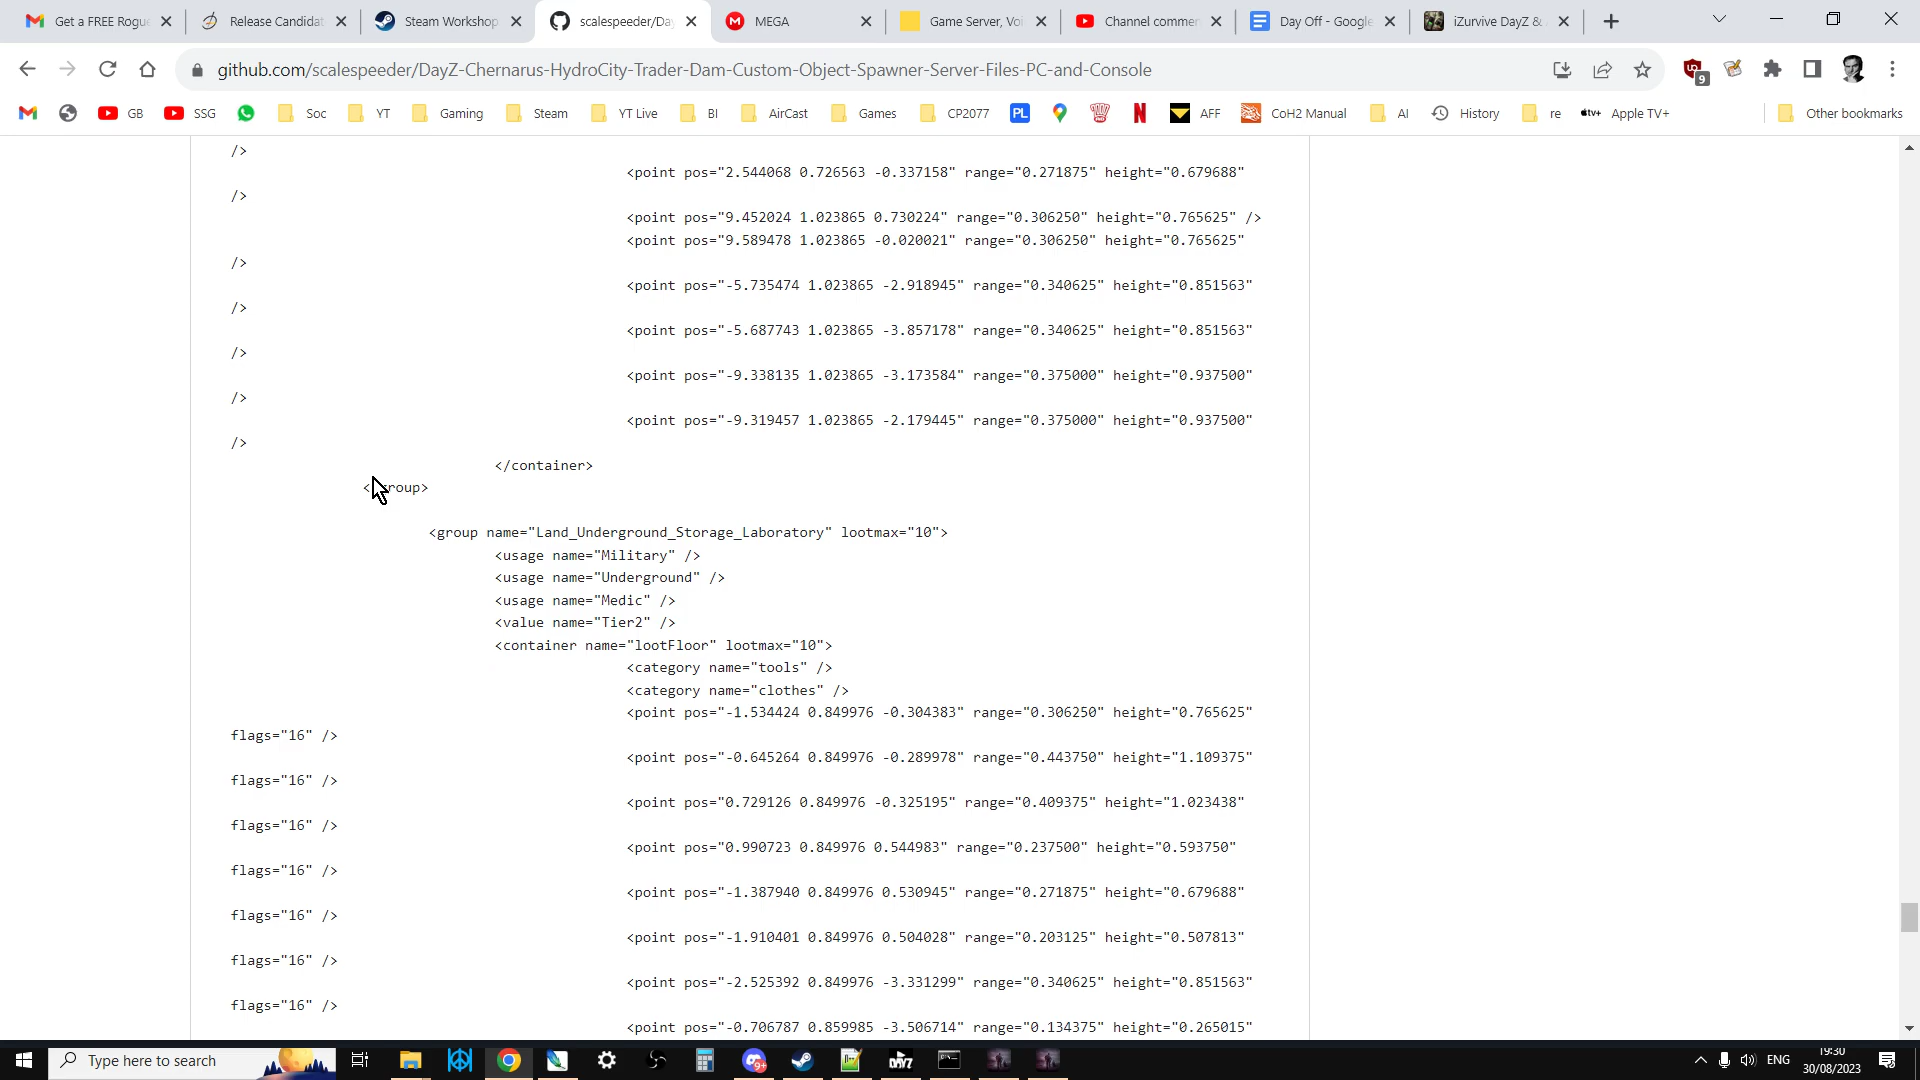 Get a FREE Rogue
Release Candidat
Steam Workshop
scalespeeder/Day
MEGA
Game Server, Voi
Channel commen
Day Off - Google
iZurvive DayZ &
github.com/scalespeeder/DayZ-Chernarus-HydroCity-Trader-Dam-Custom-Object-Spawner-Server-Files-PC-and-Console
9
GB
SSG
Soc
YT
Gaming
Steam
YT Live
BI
AirCast
Games
CP2077
PL
AFF
CoH2 Manual
AI
History
re
tv+ Apple TV+
Other bookmarks
/>
<point pos="2.544068 0.726563 -0.337158" range="0.271875" height="0.679688"
/>
<point pos="9.452024 1.023865 0.730224" range="0.306250" height="0.765625" />
<point pos="9.589478 1.023865 -0.020021" range="0.306250" height="0.765625"
/>
<point pos="-5.735474 1.023865 -2.918945" range="0.340625" height="0.851563"
/>
<point pos="-5.687743 1.023865 -3.857178" range="0.340625" height="0.851563"
/>
<point pos="-9.338135 1.023865 -3.173584" range="0.375000" height="0.937500"
/>
<point pos="-9.319457 1.023865 -2.179445" range="0.375000" height="0.937500"
/>
</container>
</group>
<group name="Land_Underground_Storage_Laboratory" lootmax="10">
<usage name="Military" />
<usage name="Underground" />
<usage name="Medic" />
<value name="Tier2" />
<container name="lootFloor" lootmax="10">
<category name="tools" />
<category name="clothes" />
<point pos="-1.534424 0.849976 -0.304383" range="0.306250" height="0.765625"
flags="16" />
<point pos="-0.645264 0.849976 -0.289978" range="0.443750" height="1.109375"
flags="16" />
<point pos="0.729126 0.849976 -0.325195" range="0.409375" height="1.023438"
flags="16" />
<point pos="0.990723 0.849976 0.544983" range="0.237500" height="0.593750"
flags="16" />
<point pos="-1.387940 0.849976 0.530945" range="0.271875" height="0.679688"
flags="16" />
<point pos="-1.910401 0.849976 0.504028" range="0.203125" height="0.507813"
flags="16" />
<point pos="-2.525392 0.849976 -3.331299" range="0.340625" height="0.851563"
flags="16" />
<point pos="-0.706787 0.859985 -3.506714" range="0.134375" height="0.265015"
Type here to search
9+
DAYZ
ENG
19:30
30/08/2023